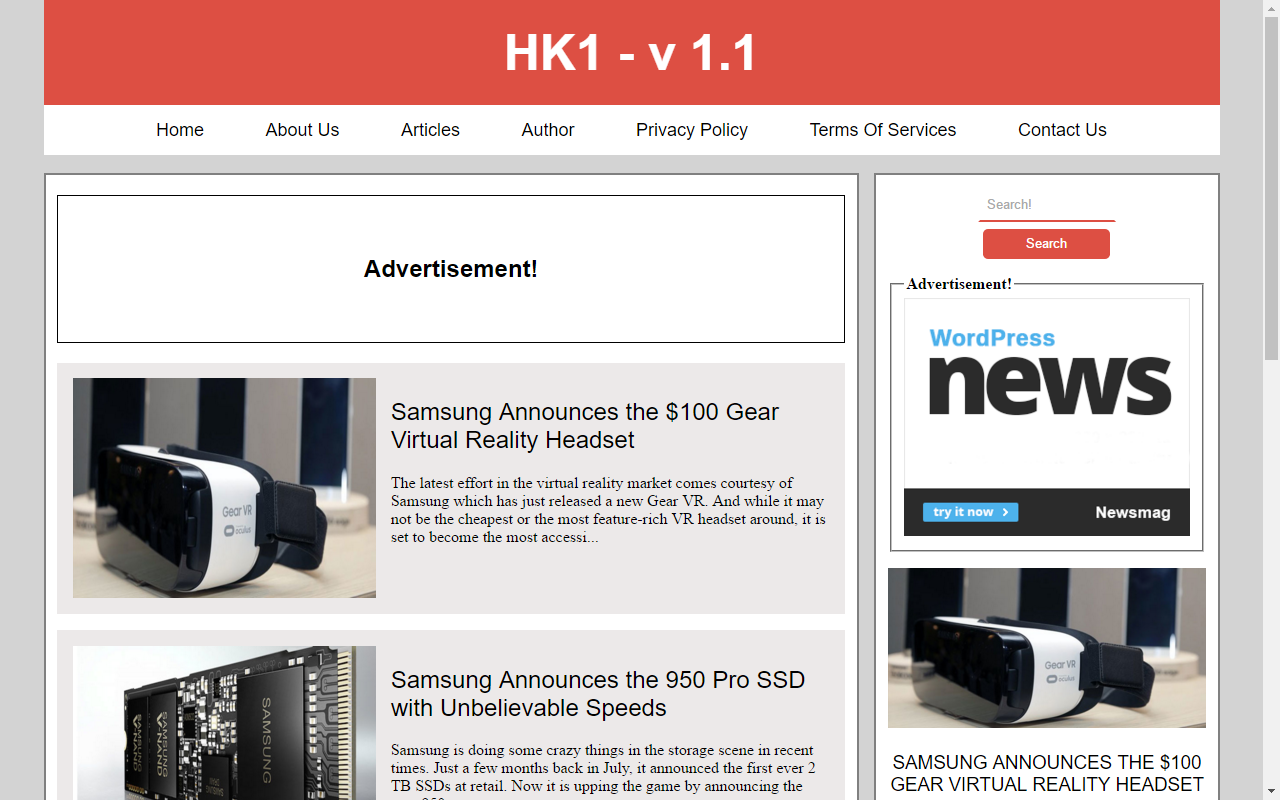 HK1 - v 1.1
Home
About Us
Articles
Author
Privacy Policy
Terms Of Services
Contact Us
Advertisement!
Gear VR
oculus
Samsung Announces the $100 Gear
Virtual Reality Headset
The latest effort in the virtual reality market comes courtesy of
Samsung which has just released a new Gear VR. And while it may
not be the cheapest or the most feature-rich VR headset around, it is
set to become the most accessi...
SAMSUNG
V-NAND
SAMSUNG
V-NAND
SAMSUNG
Samsung Announces the 950 Pro SSD
with Unbelievable Speeds
Samsung is doing some crazy things in the storage scene in recent
times. Just a few months back in July, it announced the first ever 2
TB SSDs at retail. Now it is upping the game by announcing the
Search!
Search
Advertisement!
WordPress
news
try it now
Newsmag
Gear VR
oculus
SAMSUNG ANNOUNCES THE $100
GEAR VIRTUAL REALITY HEADSET